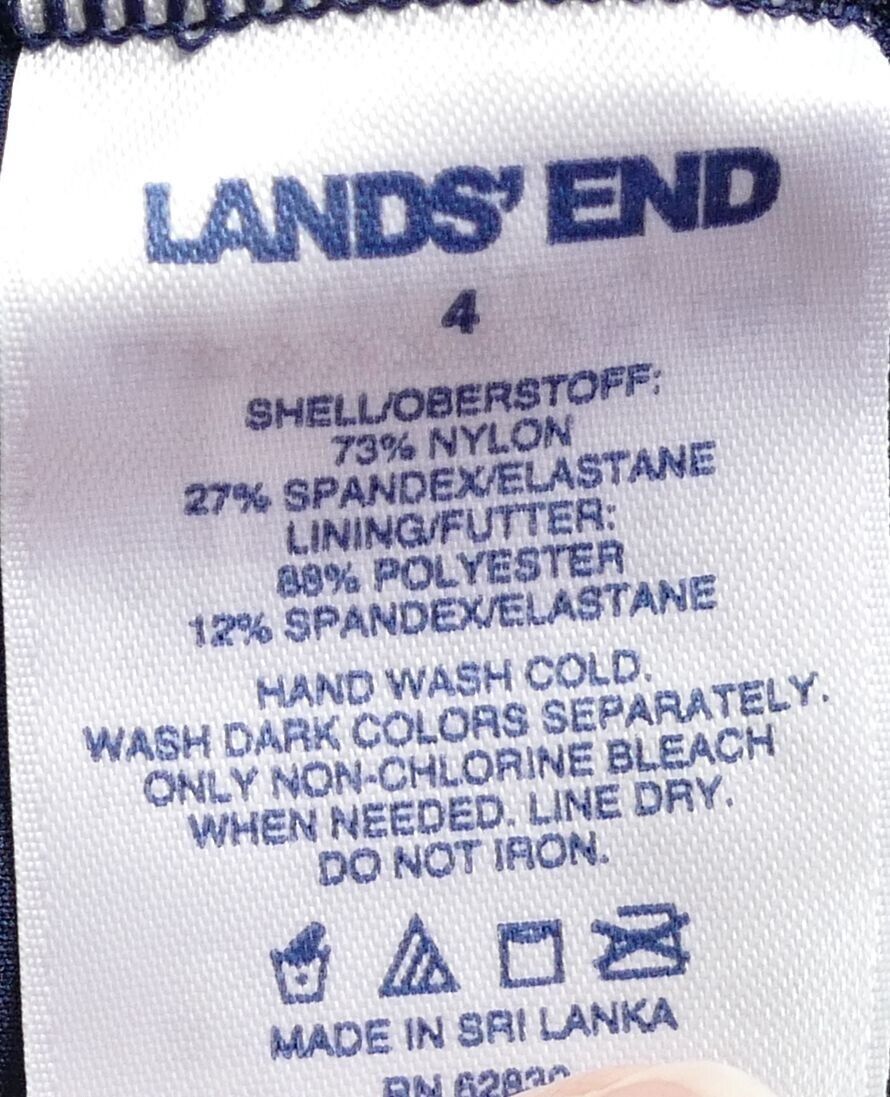 LANDS' END
4
SHELL/OBERSTOFF:
73% NYLON
27% SPANDEX/ELASTANE
LINING/FUTTER:
88% POLYESTER
12% SPANDEX/ELASTANE
HAND WASH COLD.
WASH DARK COLORS SEPARATELY.
ONLY NON-CHLORINE BLEACH
WHEN NEEDED. LINE DRY.
DO NOT IRON.
MADE IN SRI LANKA
RN